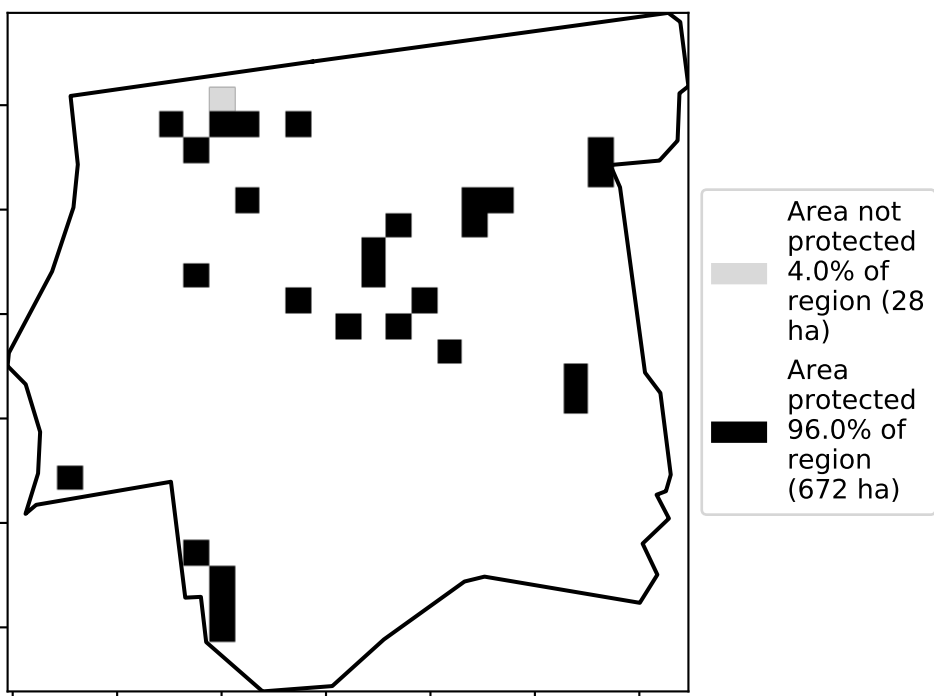 Area not
protected
4.0% of
region (28
ha)
Area
protected
96.0% of
region
(672 ha)